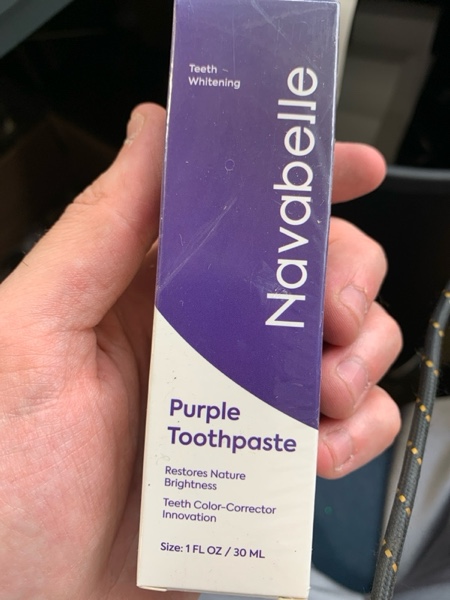 Teeth
Whitening
Navabelle
Purple
Toothpaste
Restores Nature
Brightness
Teeth Color-Corrector
Innovation
Size: 1 FL OZ / 30 ML